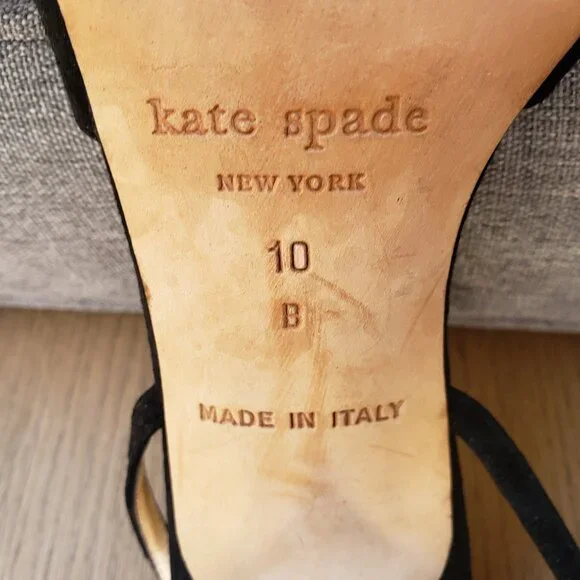 kate spade
NEW YORK
10
B
MADE IN ITALY